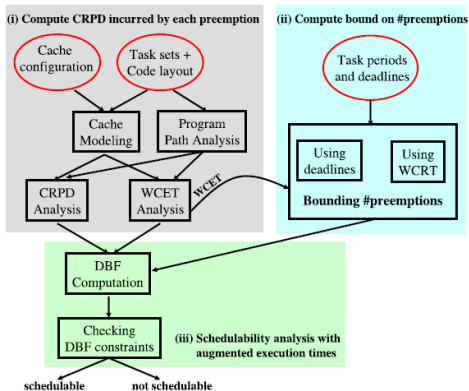 (i) Compute CRPD incurred by each preemption
(ii) Compute bound on #preemptions
Cache
configuration
Task sets +
Code layout
Task periods
and deadlines
Cache
Modeling
Program
Path Analysis
Using
deadlines
Using
WCRT
Bounding #preemptions
CRPD
Analysis
WCET
Analysis
WCET
DBF
Computation
Checking
DBF constraints
(iii) Schedulability analysis with
augmented execution times
schedulable
not schedulable